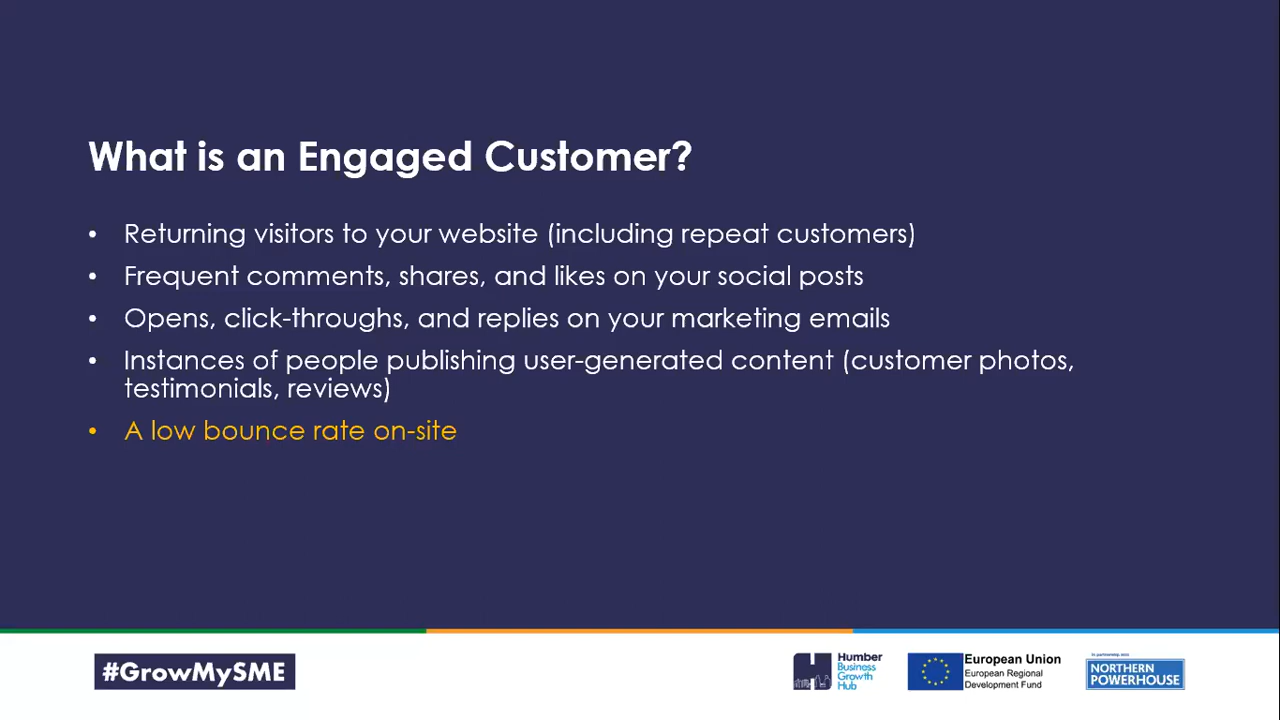 What is an Engaged Customer?
• Returning visitors to your website (including repeat customers)
• Frequent comments, shares, and likes on your social posts
• Opens, click-throughs, and replies on your marketing emails
• Instances of people publishing user-generated content (customer photos,
testimonials, reviews)
• A low bounce rate on-site
#GrowMySME
Humber
Business
Growth
Hub
European Union
European Regional
Development Fund
In partnership with
NORTHERN
POWERHOUSE